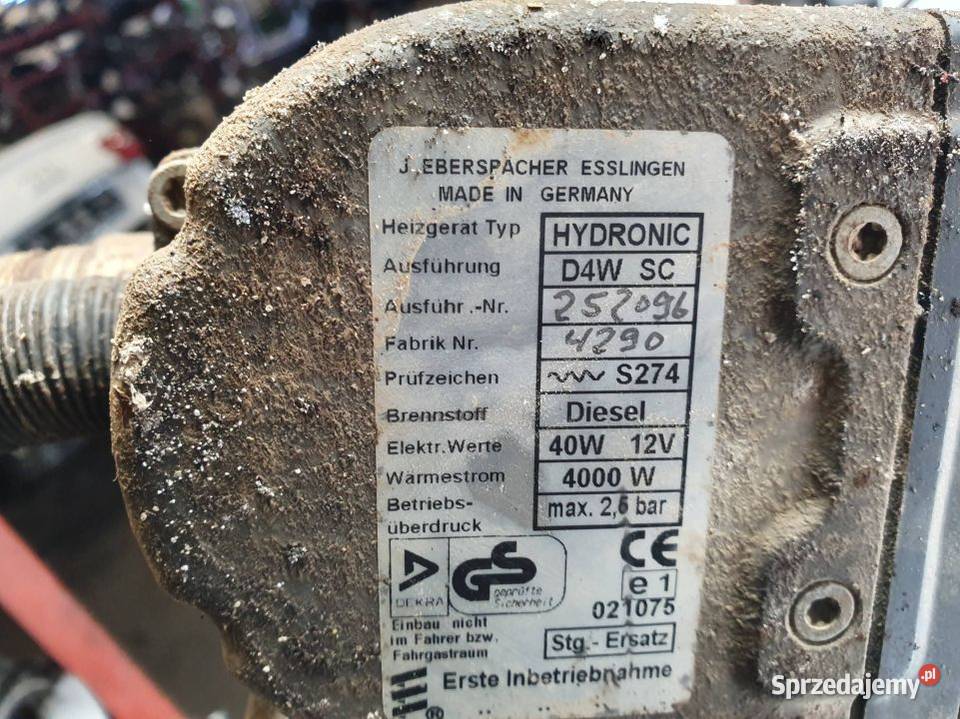 J. EBERSPÄCHER ESSLINGEN
MADE IN GERMANY
Heizgerät Typ HYDRONIC
Ausführung D4W SC
Ausführ.-Nr. 252096
Fabrik Nr. 4290
Prüfzeichen S274
Brennstoff Diesel
Elektr.Werte 40W 12V
Wärmestrom 4000 W
Betriebs-
überdruck max. 2,5 bar
DEKRA
GS geprüfte
Sicherheit
CE
e 1
021075
Einbau nicht
im Fahrer bzw.
Fahrgastraum
Stg.- Ersatz
Erste Inbetriebnahme
®
Sprzedajemy.pl